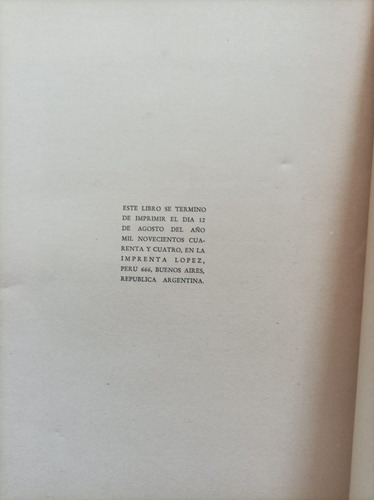 ESTE LIBRO SE TERMINO
DE IMPRIMIR EL DIA 12
DE AGOSTO DEL AÑO
MIL NOVECIENTOS CUA-
RENTA Y CUATRO, EN LA
IMPRENTA LOPEZ,
PERU 666, BUENOS AIRES,
REPUBLICA ARGENTINA.